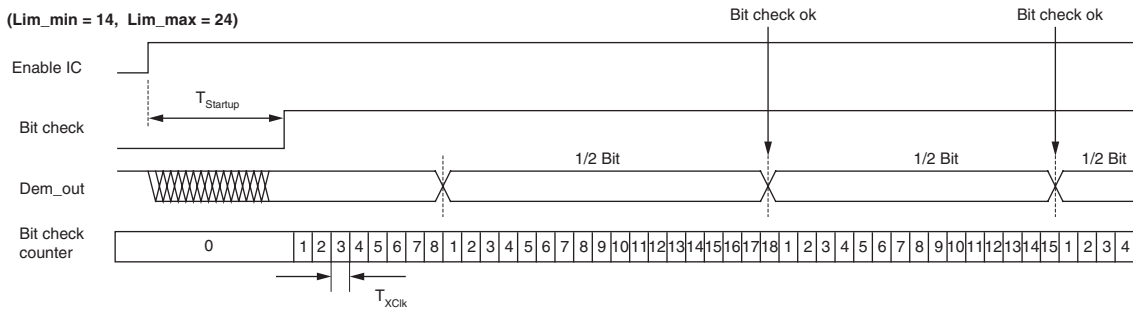 (Lim_min = 14, Lim_max = 24)
Bit check ok
Bit check ok
Enable IC
T_Startup
Bit check
1/2 Bit
1/2 Bit
1/2 Bit
Dem_out
Bit check
counter
0 1 2 3 4 5 6 7 8 1 2 3 4 5 6 7 8 9 10 11 12 13 14 15 16 17 18 1 2 3 4 5 6 7 8 9 10 11 12 13 14 15 1 2 3 4
T_XClk